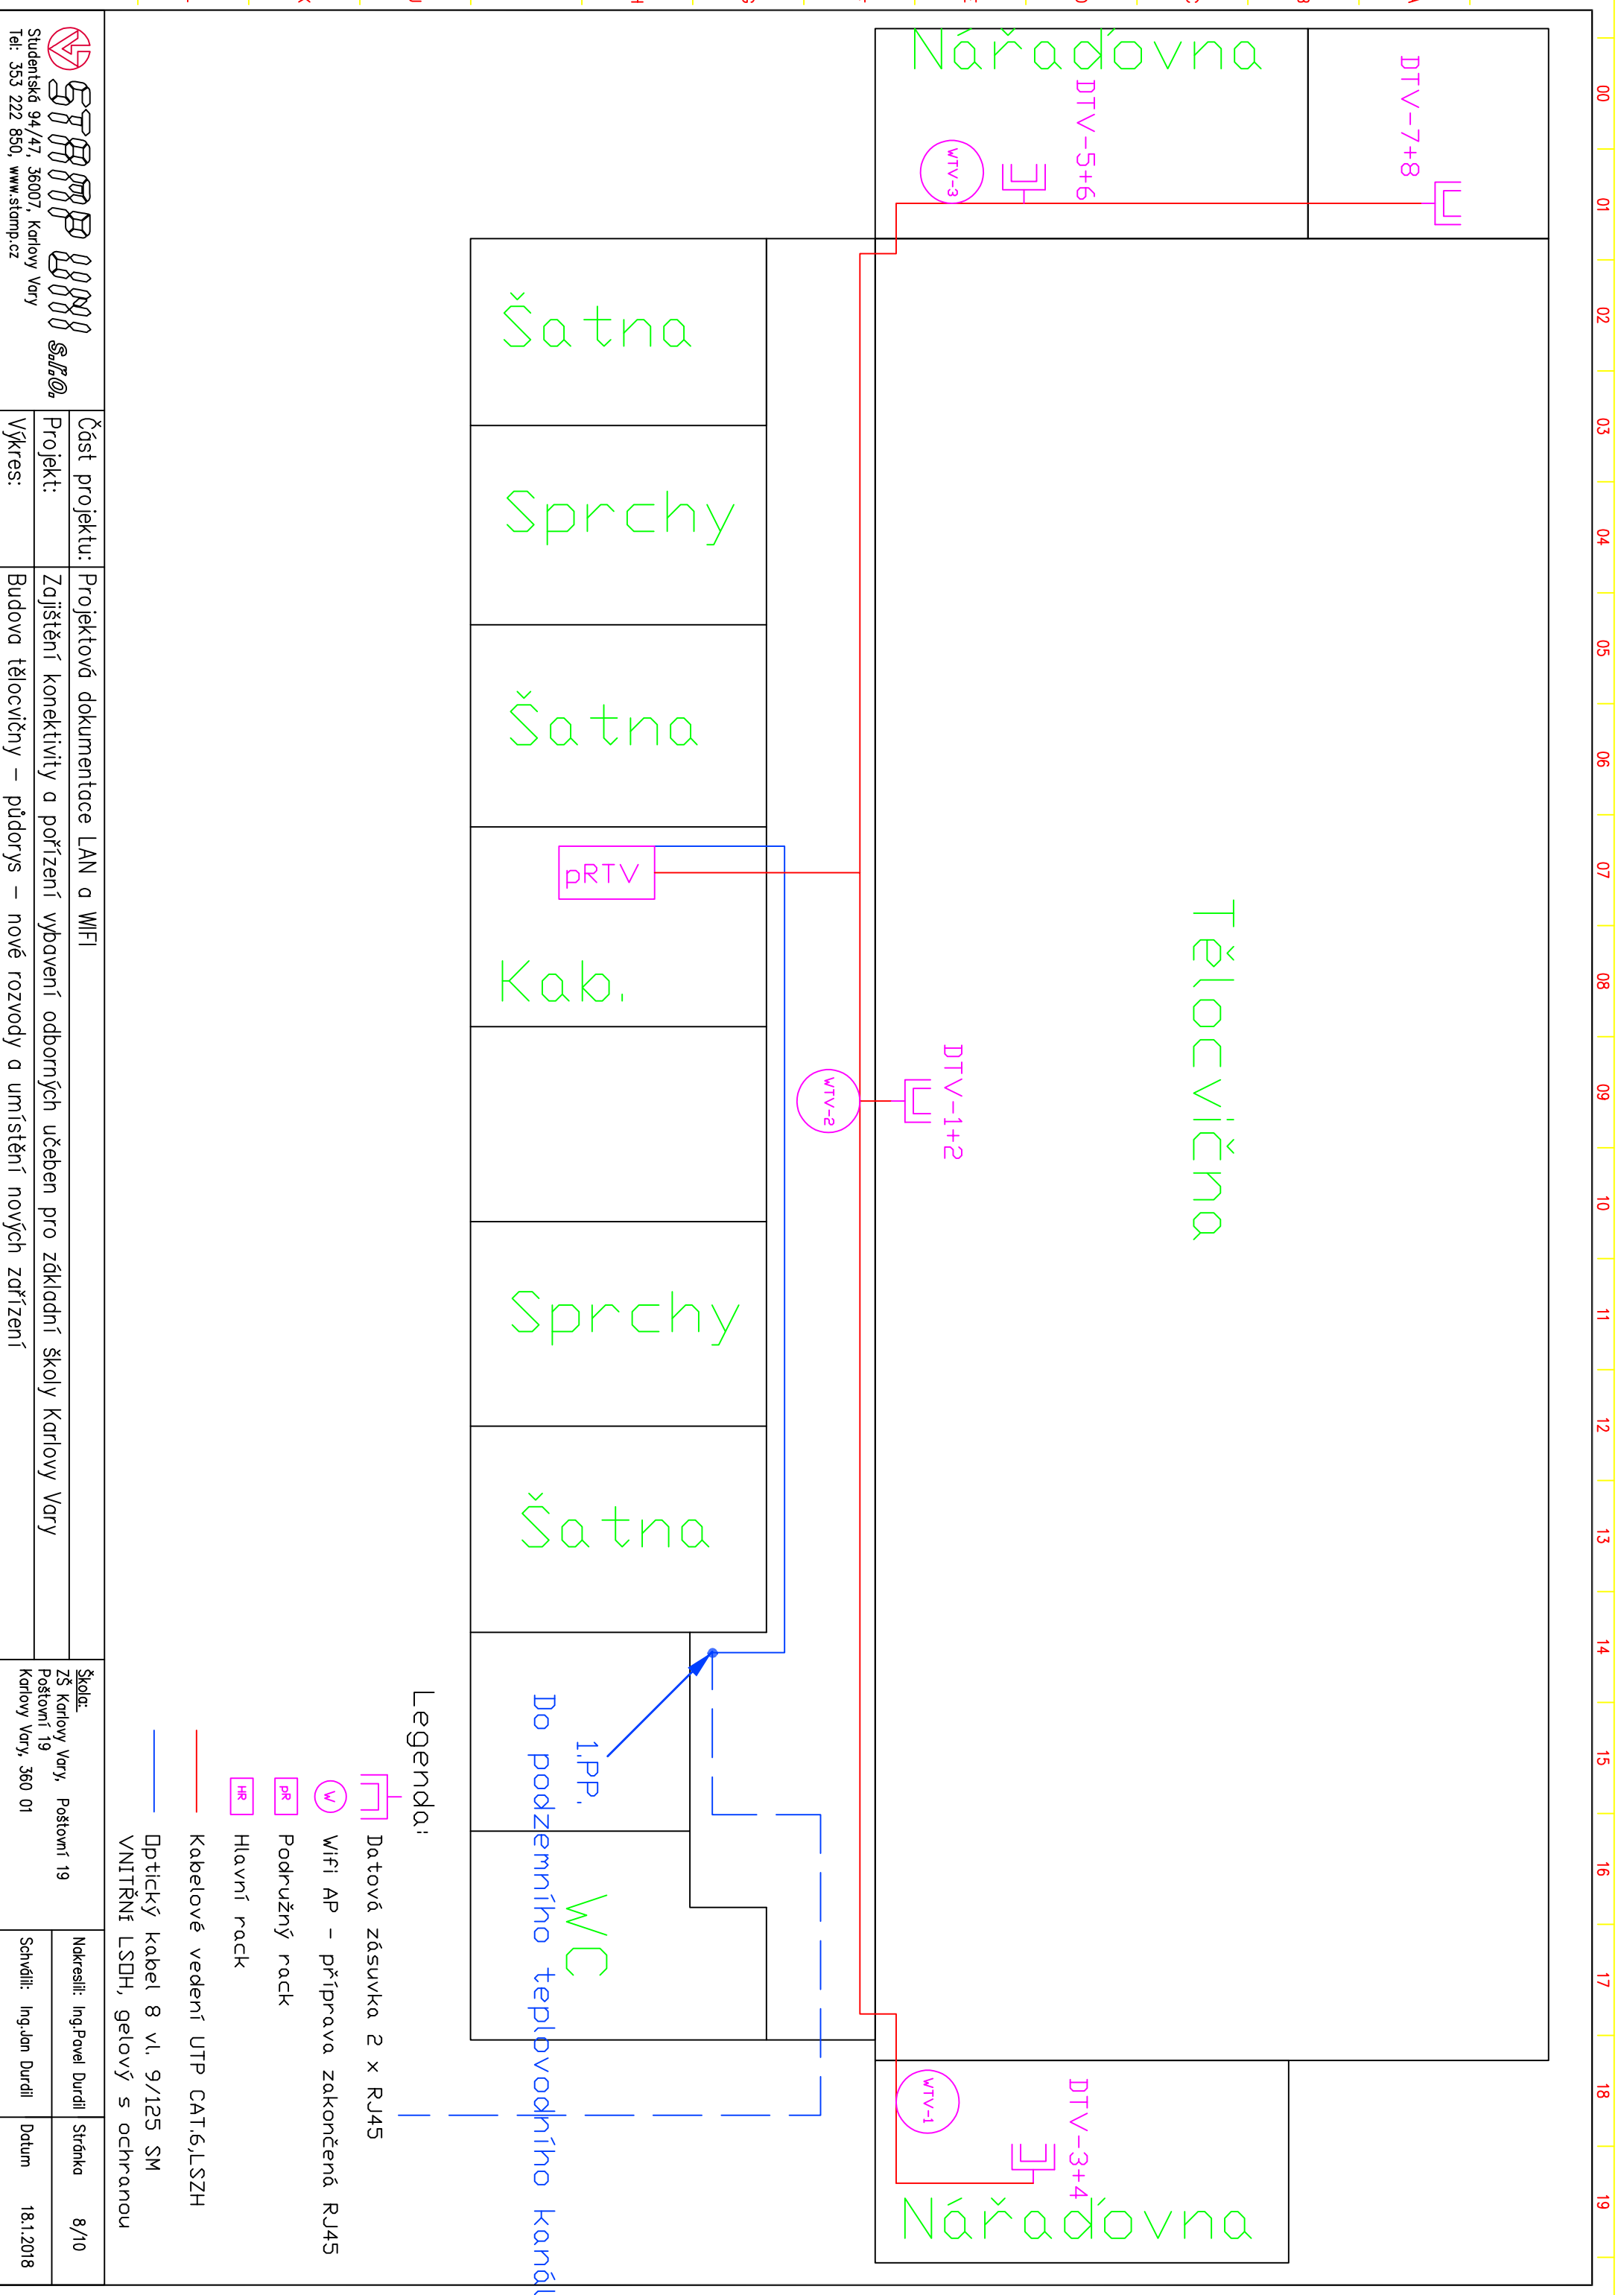 00 01 02 03 04 05 06 07 08 09 10 11 12 13 14 15 16 17 18 19
DTV-7+8
Nářaďovna
DTV-5+6
WTV-3
Tělocvična
DTV-1+2
WTV-2
DTV-3+4
WTV-1
Nářaďovna
Šatna
Sprchy
Šatna
pRTV
Kab.
Sprchy
Šatna
WC
1.PP.
Do podzemního teplovodního kanál
Legenda:
Datová zásuvka 2 x RJ45
W Wifi AP - příprava zakončená RJ45
pR Podružný rack
HR Hlavní rack
Kabelové vedení UTP CAT.6,LSZH
Optický kabel 8 vl. 9/125 SM
VNITŘNÍ LSOH, gelový s ochranou
STAMP UNI s.r.o.
Studentská 94/47, 36007, Karlovy Vary
Tel: 353 222 850, www.stamp.cz
Část projektu: Projektová dokumentace LAN a WIFI
Projekt: Zajištění konektivity a pořízení vybavení odborných učeben pro základní školy Karlovy Vary
Výkres: Budova tělocvičny – půdorys – nové rozvody a umístění nových zařízení
Škola:
ZŠ Karlovy Vary, Poštovní 19
Poštovní 19
Karlovy Vary, 360 01
Nakreslil: Ing.Pavel Durdil
Stránka 8/10
Schválil: Ing.Jan Durdil
Datum 18.1.2018